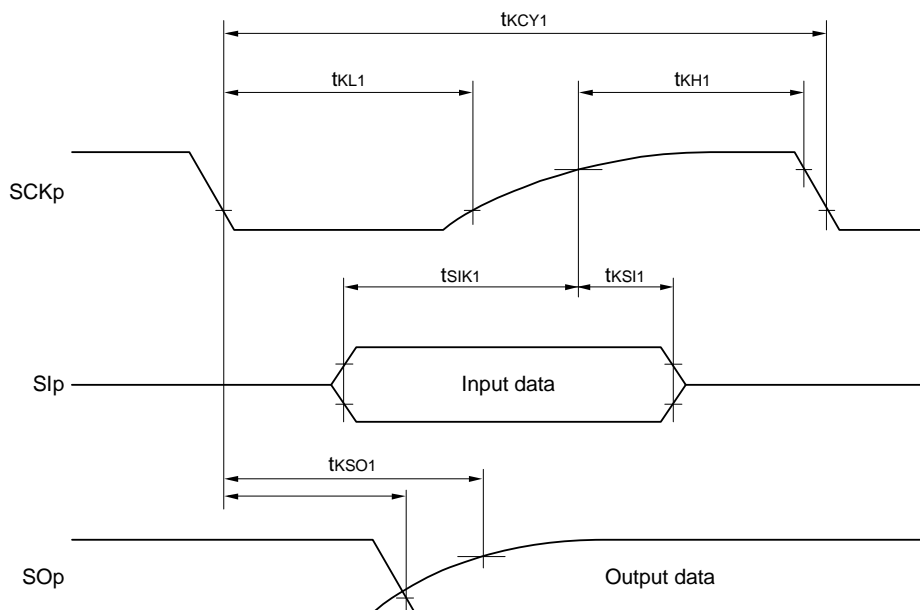 tKCY1
tKL1
tKH1
SCKp
tSIK1
tKSI1
SIp
Input data
tKSO1
SOp
Output data